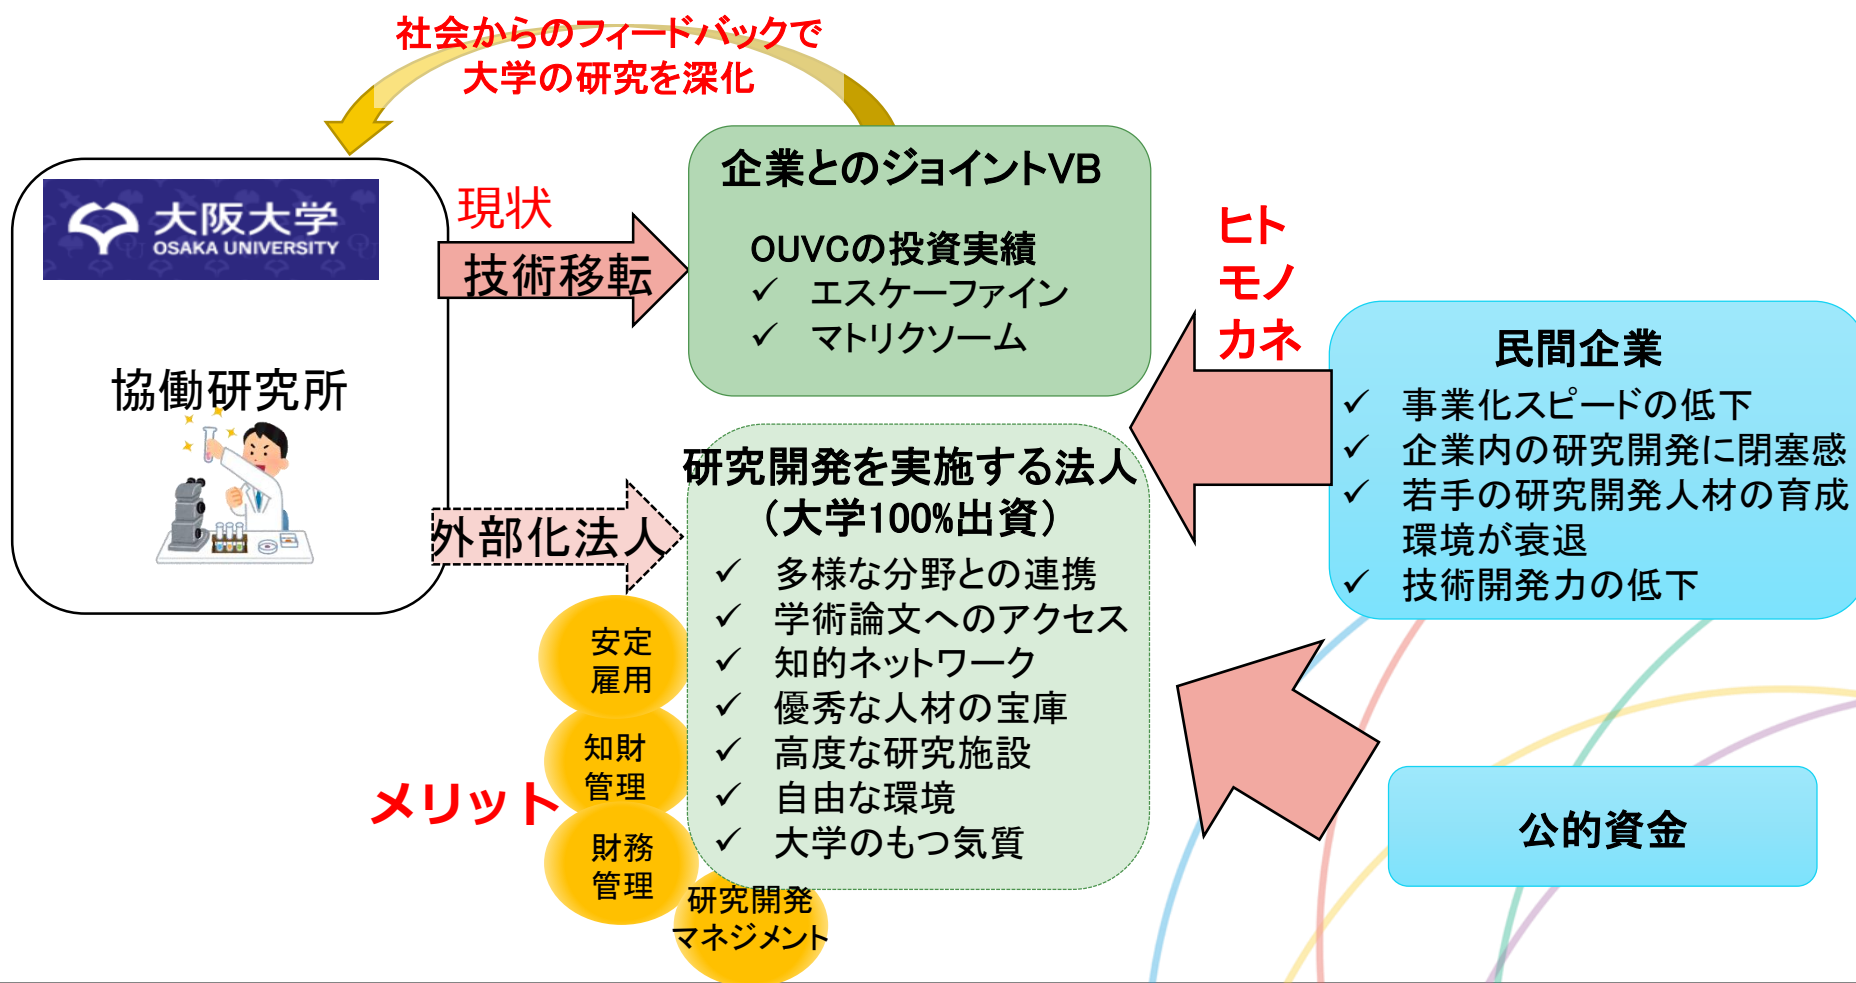 社会からのフィードバックで
大学の研究を深化
大阪大学
OSAKA UNIVERSITY
協働研究所
現状
技術移転
外部化法人
企業とのジョイントVB
OUVCの投資実績
✓ エスケーファイン
✓ マトリクソーム
研究開発を実施する法人
（大学100%出資）
✓ 多様な分野との連携
✓ 学術論文へのアクセス
✓ 知的ネットワーク
✓ 優秀な人材の宝庫
✓ 高度な研究施設
✓ 自由な環境
✓ 大学のもつ気質
メリット
安定
雇用
知財
管理
財務
管理
研究開発
マネジメント
ヒト
モノ
カネ
民間企業
✓ 事業化スピードの低下
✓ 企業内の研究開発に閉塞感
✓ 若手の研究開発人材の育成
環境が衰退
✓ 技術開発力の低下
公的資金